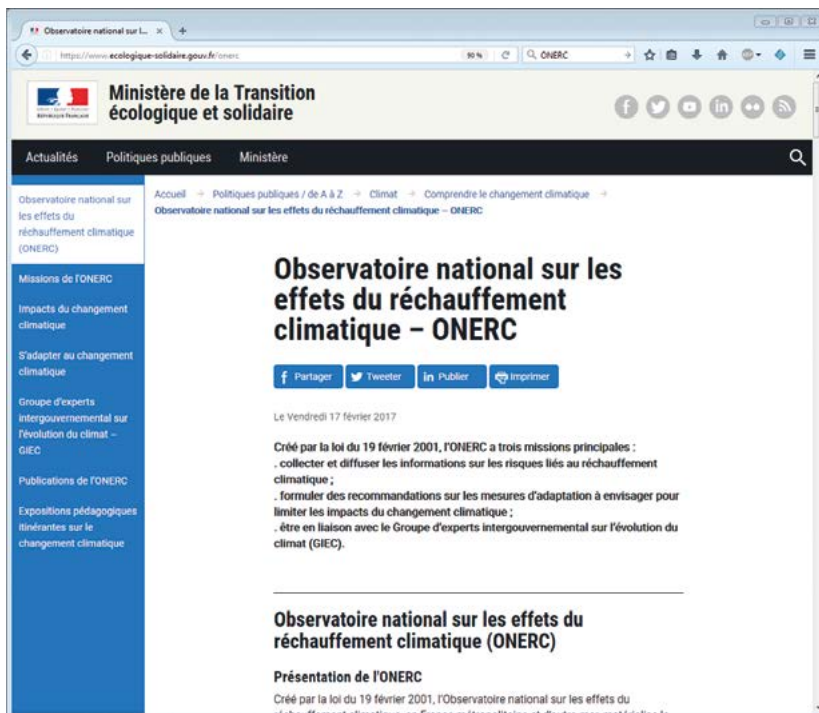 Observatoire national sur l...
https://www.ecologique-solidaire.gouv.fr/onerc
90 %
ONERC
RÉPUBLIQUE FRANÇAISE
Ministère de la Transition
écologique et solidaire
Actualités
Politiques publiques
Ministère
Observatoire national sur
les effets du
réchauffement climatique
(ONERC)
Missions de l'ONERC
Impacts du changement
climatique
S'adapter au changement
climatique
Groupe d'experts
intergouvernemental sur
l'évolution du climat –
GIEC
Publications de l'ONERC
Expositions pédagogiques
itinérantes sur le
changement climatique
Accueil → Politiques publiques / de A à Z → Climat → Comprendre le changement climatique →
Observatoire national sur les effets du réchauffement climatique – ONERC
Observatoire national sur les
effets du réchauffement
climatique – ONERC
Partager
Tweeter
Publier
Imprimer
Le Vendredi 17 février 2017
Créé par la loi du 19 février 2001, l'ONERC a trois missions principales :
. collecter et diffuser les informations sur les risques liés au réchauffement
climatique ;
. formuler des recommandations sur les mesures d'adaptation à envisager pour
limiter les impacts du changement climatique ;
. être en liaison avec le Groupe d'experts intergouvernemental sur l'évolution du
climat (GIEC).
Observatoire national sur les effets du
réchauffement climatique (ONERC)
Présentation de l'ONERC
Créé par la loi du 19 février 2001, l'Observatoire national sur les effets du